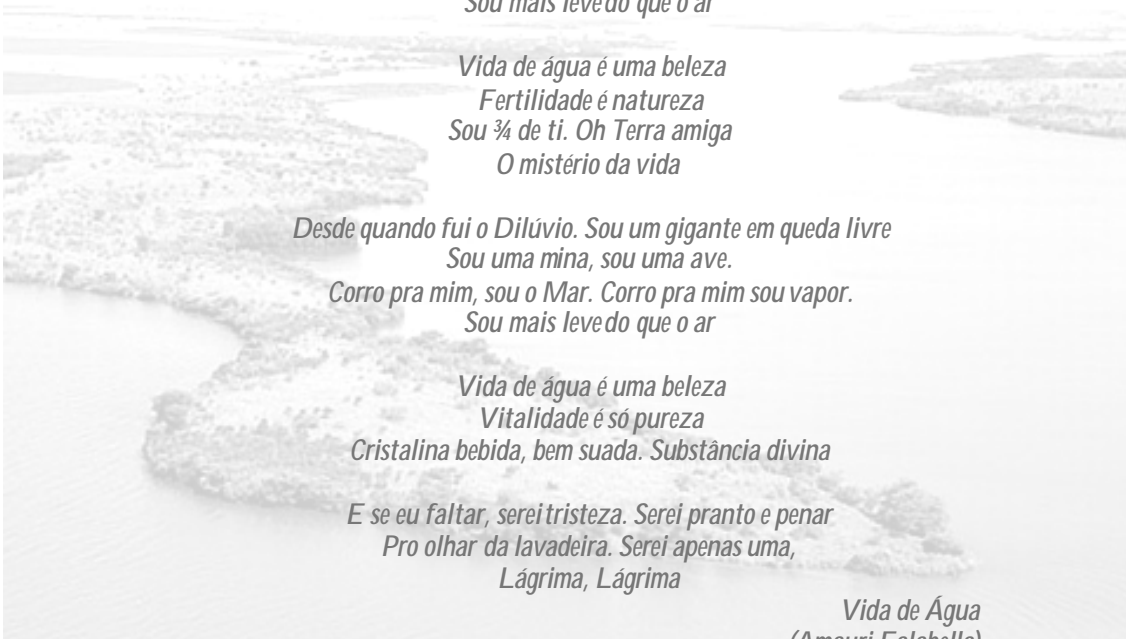 Sou mais leve do que o ar
Vida de água é uma beleza
Fertilidade é natureza
Sou ¾ de ti. Oh Terra amiga
O mistério da vida
Desde quando fui o Dilúvio. Sou um gigante em queda livre
Sou uma mina, sou uma ave.
Corro pra mim, sou o Mar. Corro pra mim sou vapor.
Sou mais leve do que o ar
Vida de água é uma beleza
Vitalidade é só pureza
Cristalina bebida, bem suada. Substância divina
E se eu faltar, serei tristeza. Serei pranto e penar
Pro olhar da lavadeira. Serei apenas uma,
Lágrima, Lágrima
Vida de Água
(Amauri Falabella)